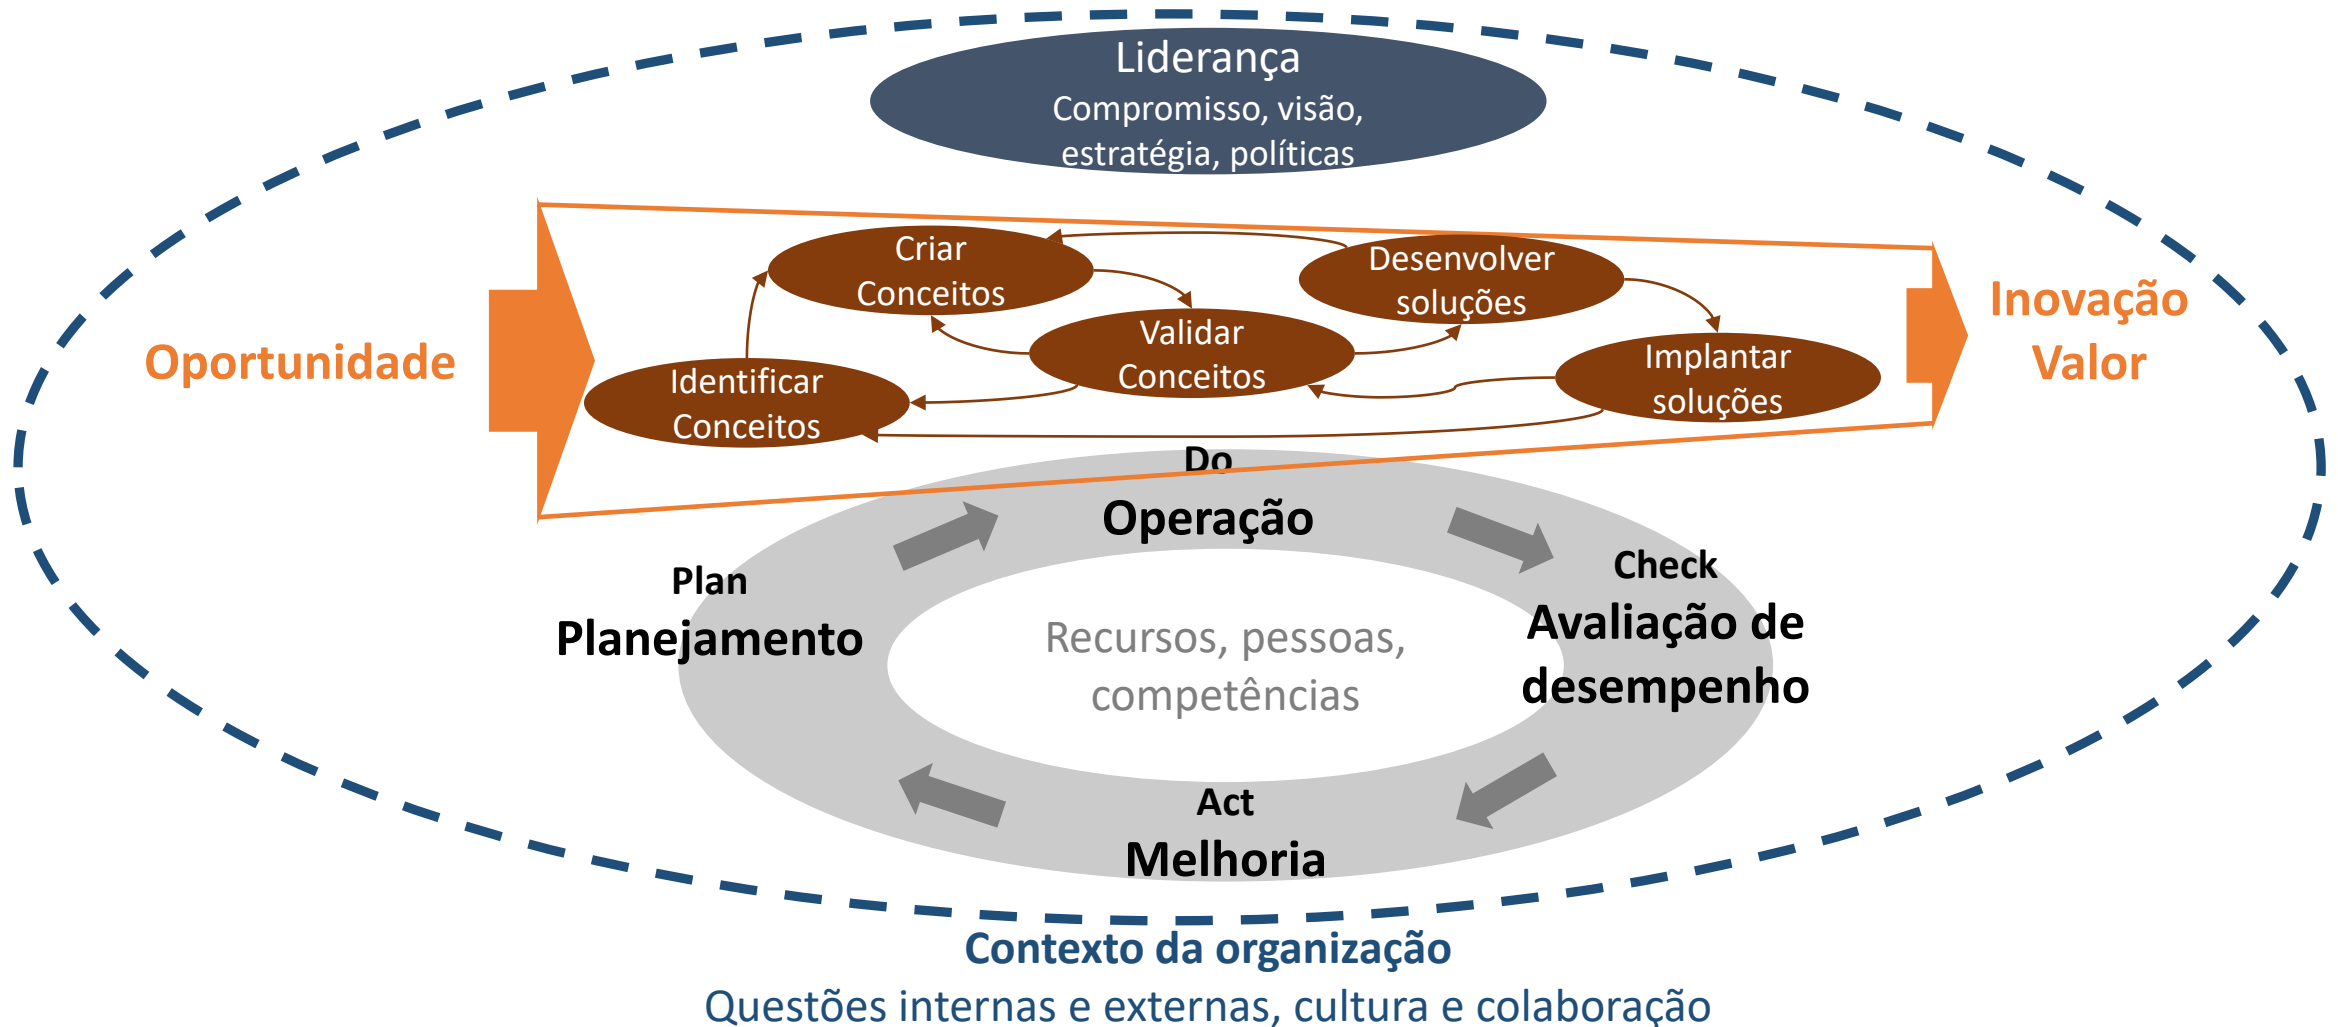 Liderança
Compromisso, visão,
estratégia, políticas
Criar
Conceitos
Desenvolver
soluções
Validar
Conceitos
Identificar
Conceitos
Implantar
soluções
Oportunidade
Inovação
Valor
Do
Operação
Plan
Planejamento
Check
Avaliação de
desempenho
Recursos, pessoas,
competências
Act
Melhoria
Contexto da organização
Questões internas e externas, cultura e colaboração